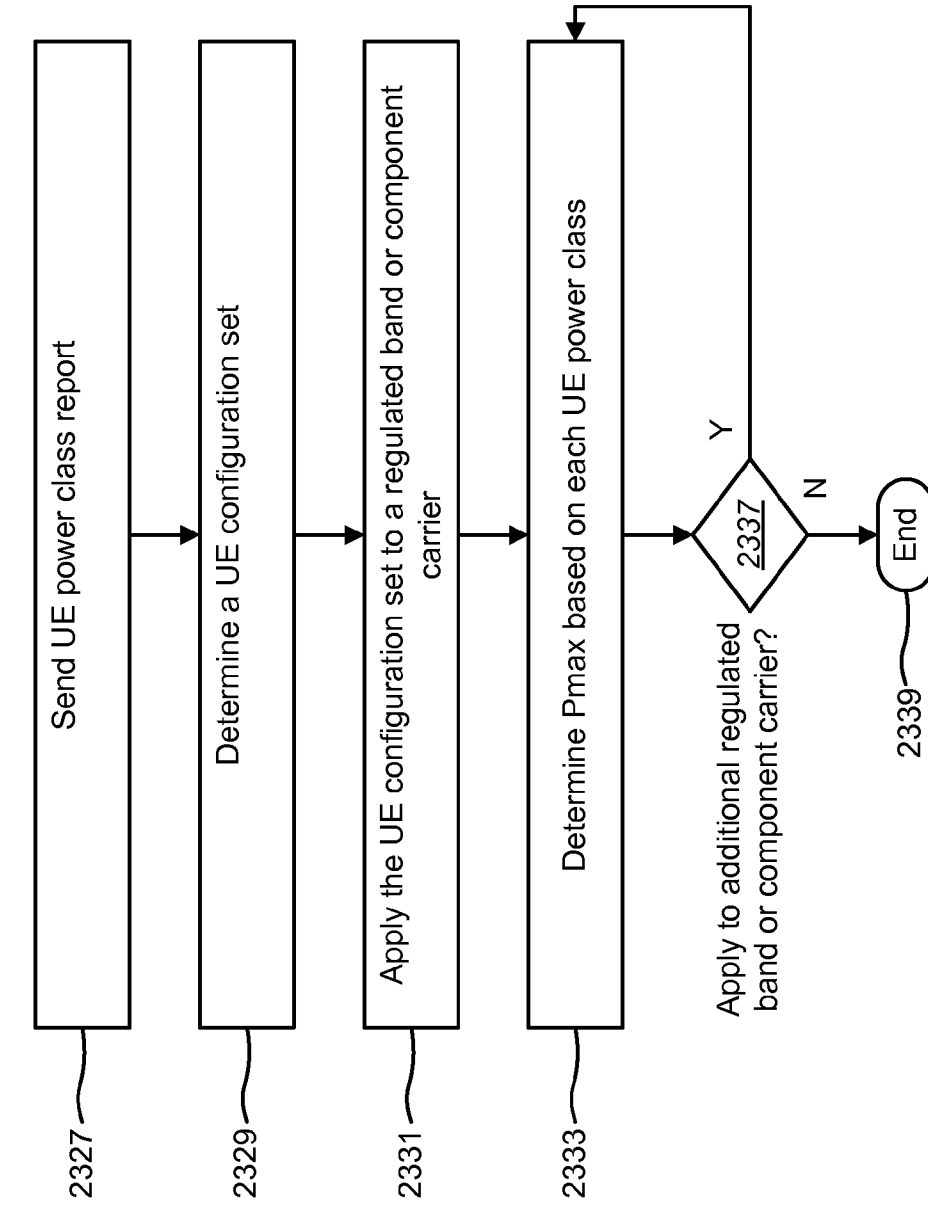 2327
Send UE power class report
2329
Determine a UE configuration set
2331
Apply the UE configuration set to a regulated band or component
carrier
2333
Determine Pmax based on each UE power class
Apply to additional regulated
band or component carrier?
2337
Y
N
2339
End